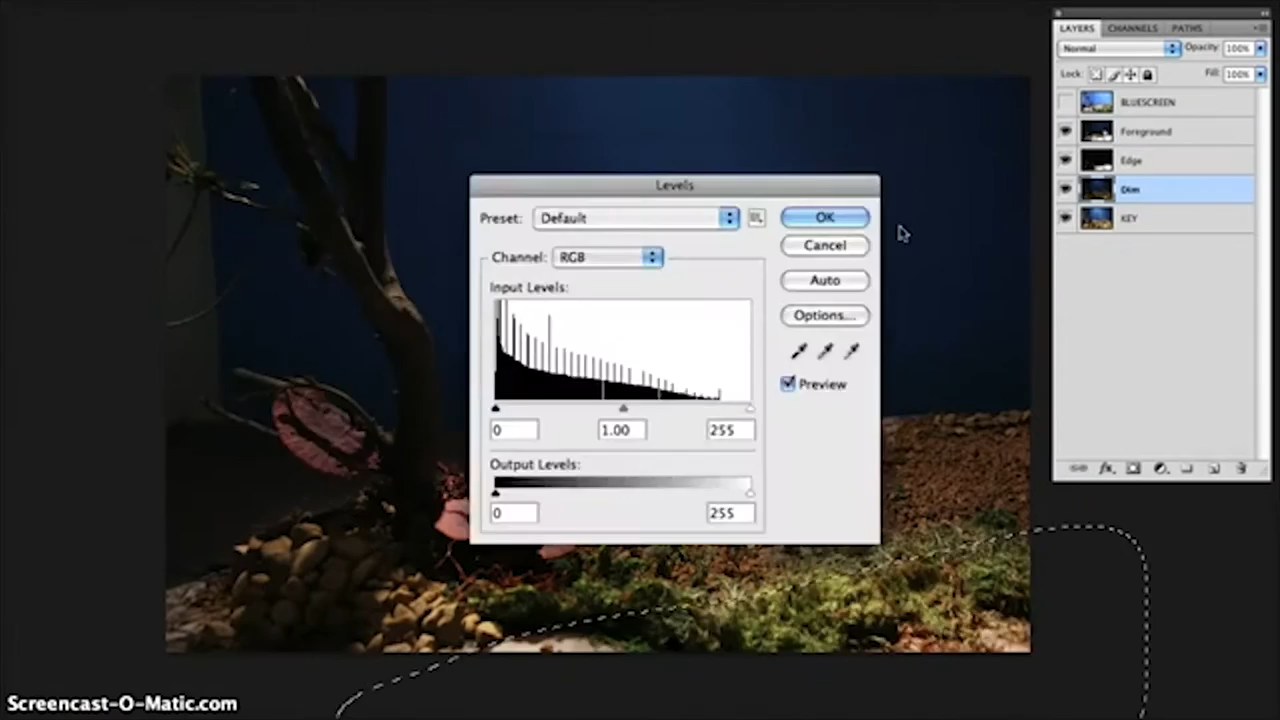 LAYERS CHANNELS PATHS
Normal Opacity: 100%
Lock: Fill: 100%
BLUESCREEN
Foreground
Edge
Dim
KEY
Levels
Preset: Default
OK
Cancel
Channel: RGB
Auto
Input Levels:
Options...
Preview
0 1.00 255
Output Levels:
0 255
Screencast-O-Matic.com